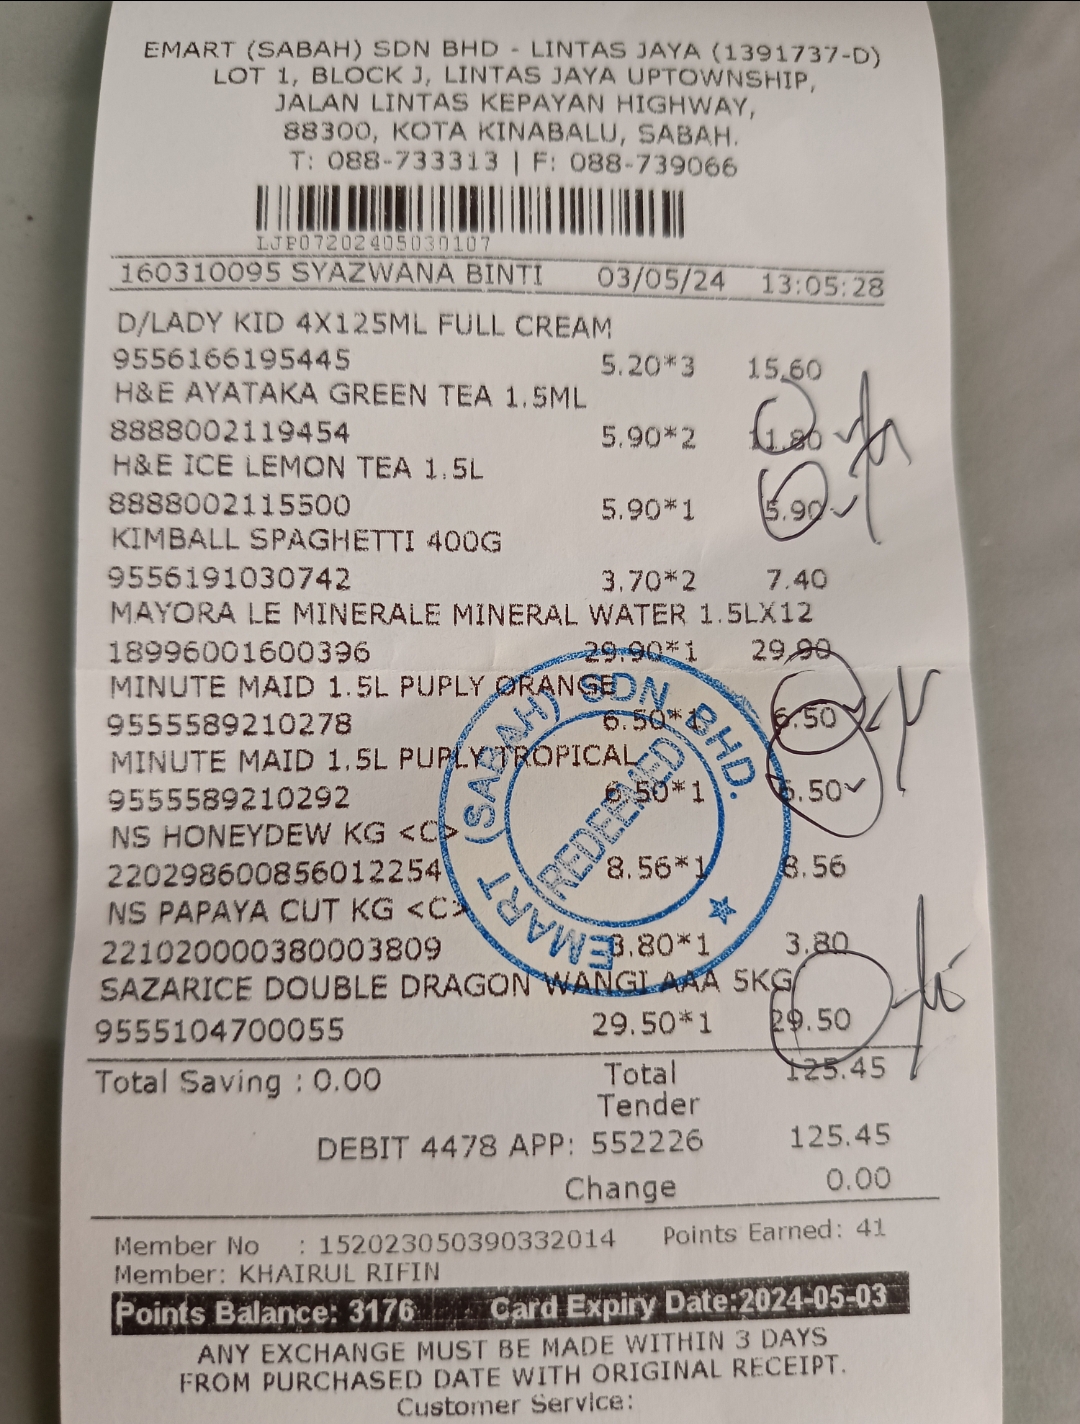 EMART (SABAH) SDN BHD - LINTAS JAYA (1391737-D)
LOT 1, BLOCK J, LINTAS JAYA UPTOWNSHIP,
JALAN LINTAS KEPAYAN HIGHWAY,
88300, KOTA KINABALU, SABAH.
T: 088-733313 | F: 088-739066
LJP07202405030107
160310095 SYAZWANA BINTI 03/05/24 13:05:28
D/LADY KID 4X125ML FULL CREAM
9556166195445 5.20*3 15.60
H&E AYATAKA GREEN TEA 1.5ML
8888002119454 5.90*2 11.80
H&E ICE LEMON TEA 1.5L
8888002115500 5.90*1 5.90
KIMBALL SPAGHETTI 400G
9556191030742 3.70*2 7.40
MAYORA LE MINERALE MINERAL WATER 1.5LX12
18996001600396 29.90*1 29.90
MINUTE MAID 1.5L PUPLY ORANGE
9555589210278 6.50*1 6.50
MINUTE MAID 1.5L PUPLY TROPICAL
9555589210292 6.50*1 6.50
NS HONEYDEW KG <C>
220298600856012254 8.56*1 8.56
NS PAPAYA CUT KG <C>
221020000380003809 3.80*1 3.80
SAZARICE DOUBLE DRAGON WANGI AAA 5KG
9555104700055 29.50*1 29.50
EMART (SABAH) SDN BHD.
REDEEMED
Total Saving : 0.00 Total 125.45
Tender
DEBIT 4478 APP: 552226 125.45
Change 0.00
Member No : 152023050390332014 Points Earned: 41
Member: KHAIRUL RIFIN
Points Balance: 3176 Card Expiry Date:2024-05-03
ANY EXCHANGE MUST BE MADE WITHIN 3 DAYS
FROM PURCHASED DATE WITH ORIGINAL RECEIPT.
Customer Service: